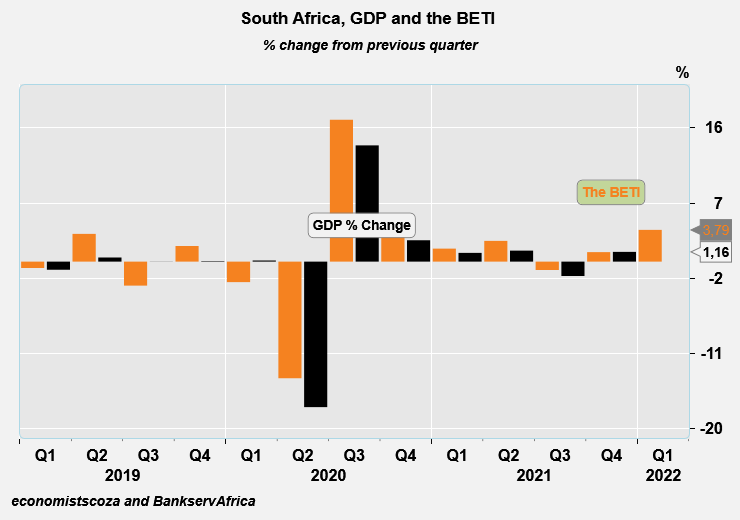 South Africa, GDP and the BETI
% change from previous quarter
%
16
The BETI
7
GDP % Change
3,79
1,16
-2
-11
-20
Q1 Q2 Q3 Q4 Q1 Q2 Q3 Q4 Q1 Q2 Q3 Q4 Q1
2019 2020 2021 2022
economistscoza and BankservAfrica